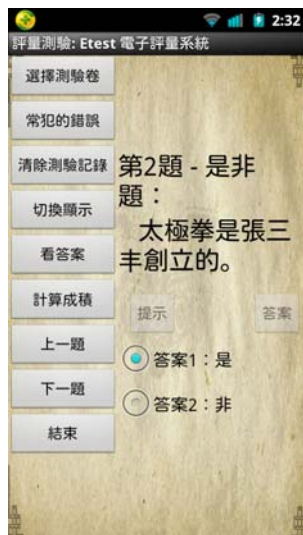 2:32
評量測驗: Etest 電子評量系統
選擇測驗卷
常犯的錯誤
清除測驗記錄
切換顯示
看答案
計算成積
上一題
下一題
結束
第2題 - 是非
題：
太極拳是張三
丰創立的。
提示
答案
答案1：是
答案2：非